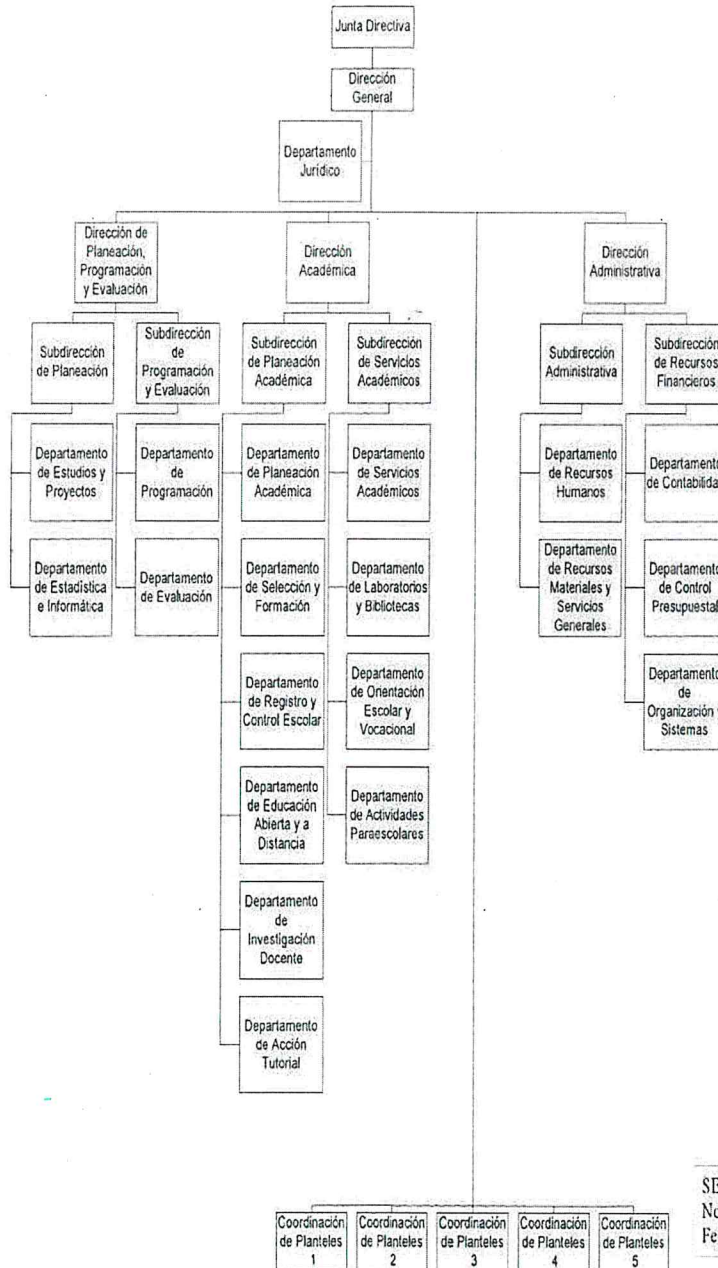 Junta Directiva
Dirección
General
Departamento
Jurídico
Dirección de
Planeación,
Programación
y Evaluación
Dirección
Académica
Dirección
Administrativa
Subdirección
de Planeación
Subdirección
de
Programación
y Evaluación
Subdirección
de Planeación
Académica
Subdirección
de Servicios
Académicos
Subdirección
Administrativa
Subdirección
de Recursos
Financieros
Departamento
de Estudios y
Proyectos
Departamento
de
Programación
Departamento
de Planeación
Académica
Departamento
de Servicios
Académicos
Departamento
de Recursos
Humanos
Departamento
de Contabilida
Departamento
de Estadística
e Informática
Departamento
de Evaluación
Departamento
de Selección y
Formación
Departamento
de Laboratorios
y Bibliotecas
Departamento
de Recursos
Materiales y
Servicios
Generales
Departamento
de Control
Presupuestal
Departamento
de Registro y
Control Escolar
Departamento
de Orientación
Escolar y
Vocacional
Departamento
de
Organización y
Sistemas
Departamento
de Educación
Abierta y a
Distancia
Departamento
de Actividades
Paraescolares
Departamento
de
Investigación
Docente
Departamento
de Acción
Tutorial
Coordinación
de Planteles
1
Coordinación
de Planteles
2
Coordinación
de Planteles
3
Coordinación
de Planteles
4
Coordinación
de Planteles
5